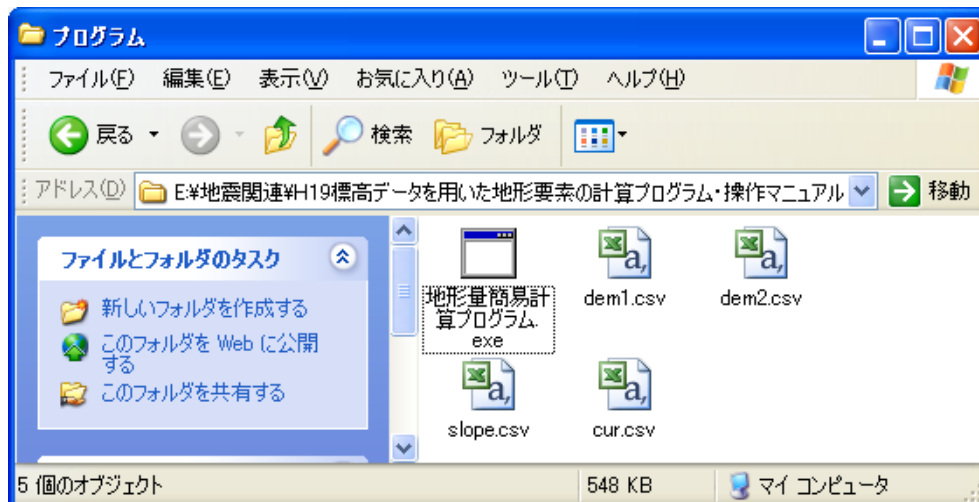 プログラム
ファイル(F) 編集(E) 表示(V) お気に入り(A) ツール(T) ヘルプ(H)
戻る 検索 フォルダ
アドレス(D) E:¥地震関連¥H19標高データを用いた地形要素の計算プログラム・操作マニュアル 移動
ファイルとフォルダのタスク
新しいフォルダを作成する
このフォルダを Web に公開
する
このフォルダを共有する
地形量簡易計
算プログラム.
exe
dem1.csv
dem2.csv
slope.csv
cur.csv
5 個のオブジェクト 548 KB マイ コンピュータ